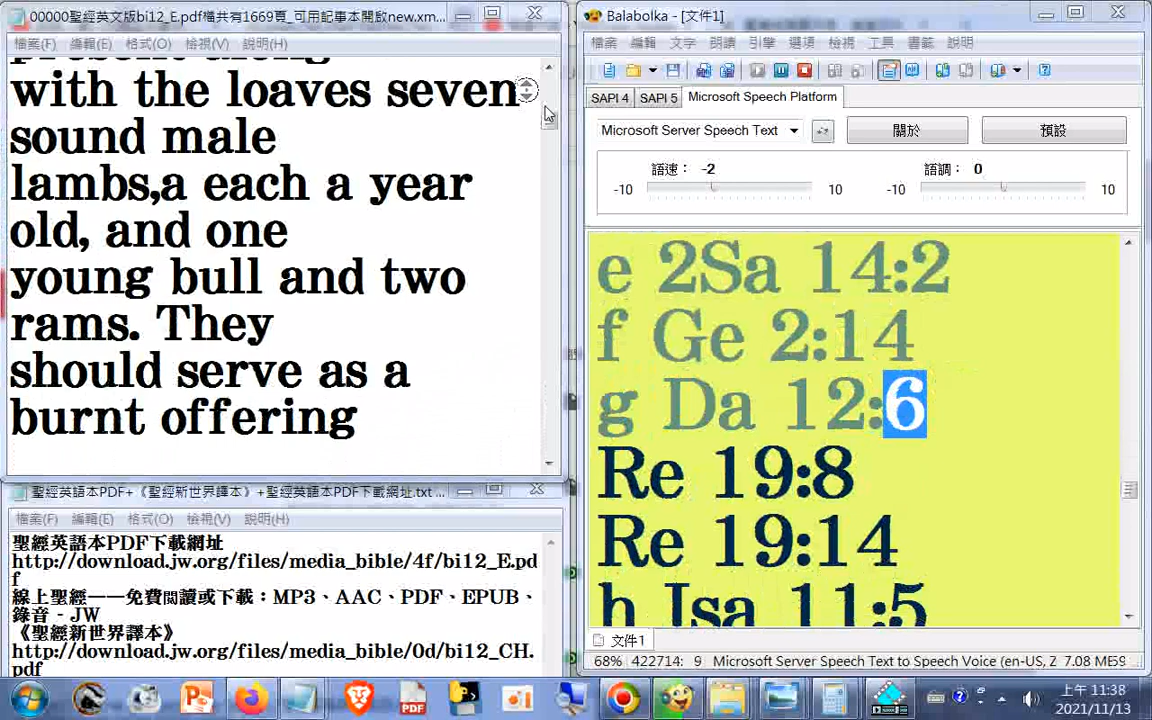 00000聖經英文版bi12_E.pdf檔共有1669頁_可用記事本開啟new.xm...
檔案(F) 編輯(E) 格式(O) 檢視(V) 說明(H)
present along
with the loaves seven
sound male
lambs,a each a year
old, and one
young bull and two
rams. They
should serve as a
burnt offering
聖經英語本PDF+《聖經新世界譯本》+聖經英語本PDF下載網址.txt ...
檔案(F) 編輯(E) 格式(O) 檢視(V) 說明(H)
聖經英語本PDF下載網址
http://download.jw.org/files/media_bible/4f/bi12_E.pd
f
線上聖經——免費閱讀或下載：MP3、AAC、PDF、EPUB、
錄音 - JW
《聖經新世界譯本》
http://download.jw.org/files/media_bible/0d/bi12_CH.
pdf
Balabolka - [文件1]
檔案 編輯 文字 朗讀 引擎 選項 檢視 工具 書籤 說明
SAPI 4 SAPI 5 Microsoft Speech Platform
Microsoft Server Speech Text 關於 預設
語速： -2 語調： 0
-10 10 -10 10
e 2Sa 14:2
f Ge 2:14
g Da 12:6
Re 19:8
Re 19:14
h Isa 11:5
文件1
68% 422714: 9 Microsoft Server Speech Text to Speech Voice (en-US, Z 7.08 MB
上午 11:38
2021/11/13